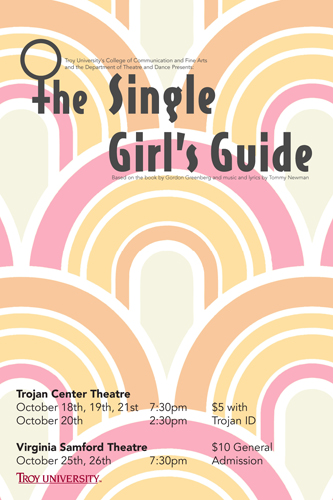 Troy University's College of Communication and Fine Arts
and the Department of Theatre and Dance Presents:
the Single
Girl's Guide
Based on the book by Gordon Greenberg and music and lyrics by Tommy Newman
Trojan Center Theatre
October 18th, 19th, 21st 7:30pm $5 with
October 20th 2:30pm Trojan ID
Virginia Samford Theatre $10 General
October 25th, 26th 7:30pm Admission
TROY UNIVERSITY